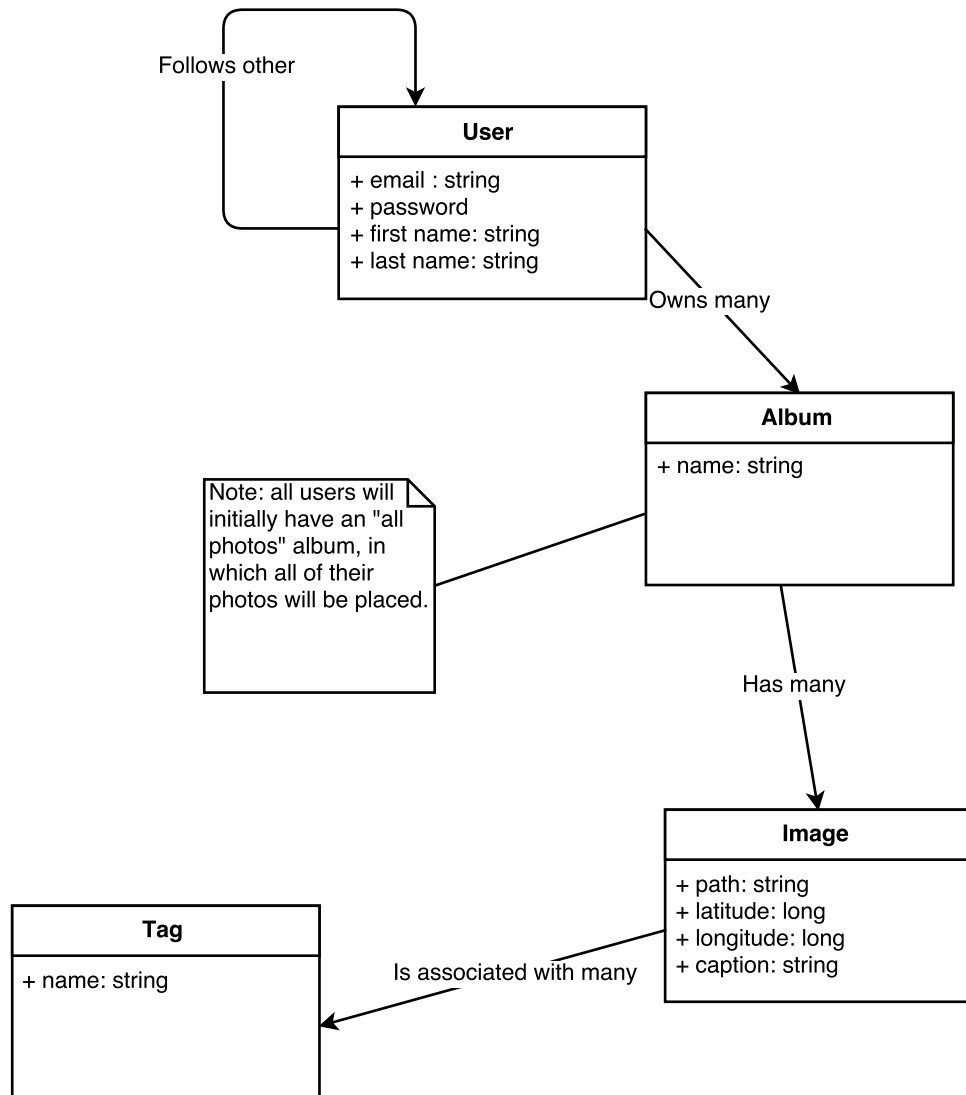 Follows other
User
+ email : string
+ password
+ first name: string
+ last name: string
Owns many
Album
+ name: string
Note: all users will
initially have an "all
photos" album, in
which all of their
photos will be placed.
Has many
Image
+ path: string
+ latitude: long
+ longitude: long
+ caption: string
Is associated with many
Tag
+ name: string